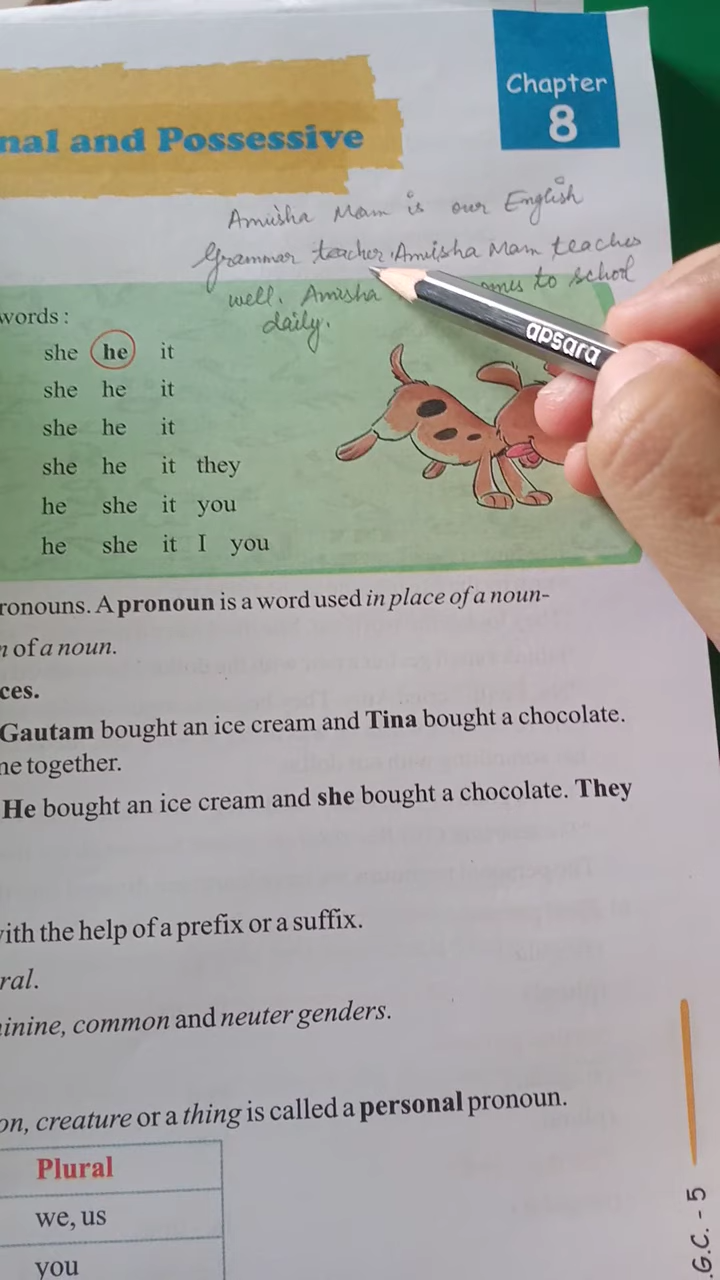 Chapter
8
nal and Possessive
Amisha Mam is our English
Grammar teacher. Amisha Mam teaches
well. Amisha omes to school
daily.
apsara
words :
she he it
she he it
she he it
she he it they
he she it you
he she it I you
ronouns. A pronoun is a word used in place of a noun-
n of a noun.
ces.
Gautam bought an ice cream and Tina bought a chocolate.
ne together.
He bought an ice cream and she bought a chocolate. They
with the help of a prefix or a suffix.
ral.
inine, common and neuter genders.
on, creature or a thing is called a personal pronoun.
Plural
we, us
you
.G.C. - 5